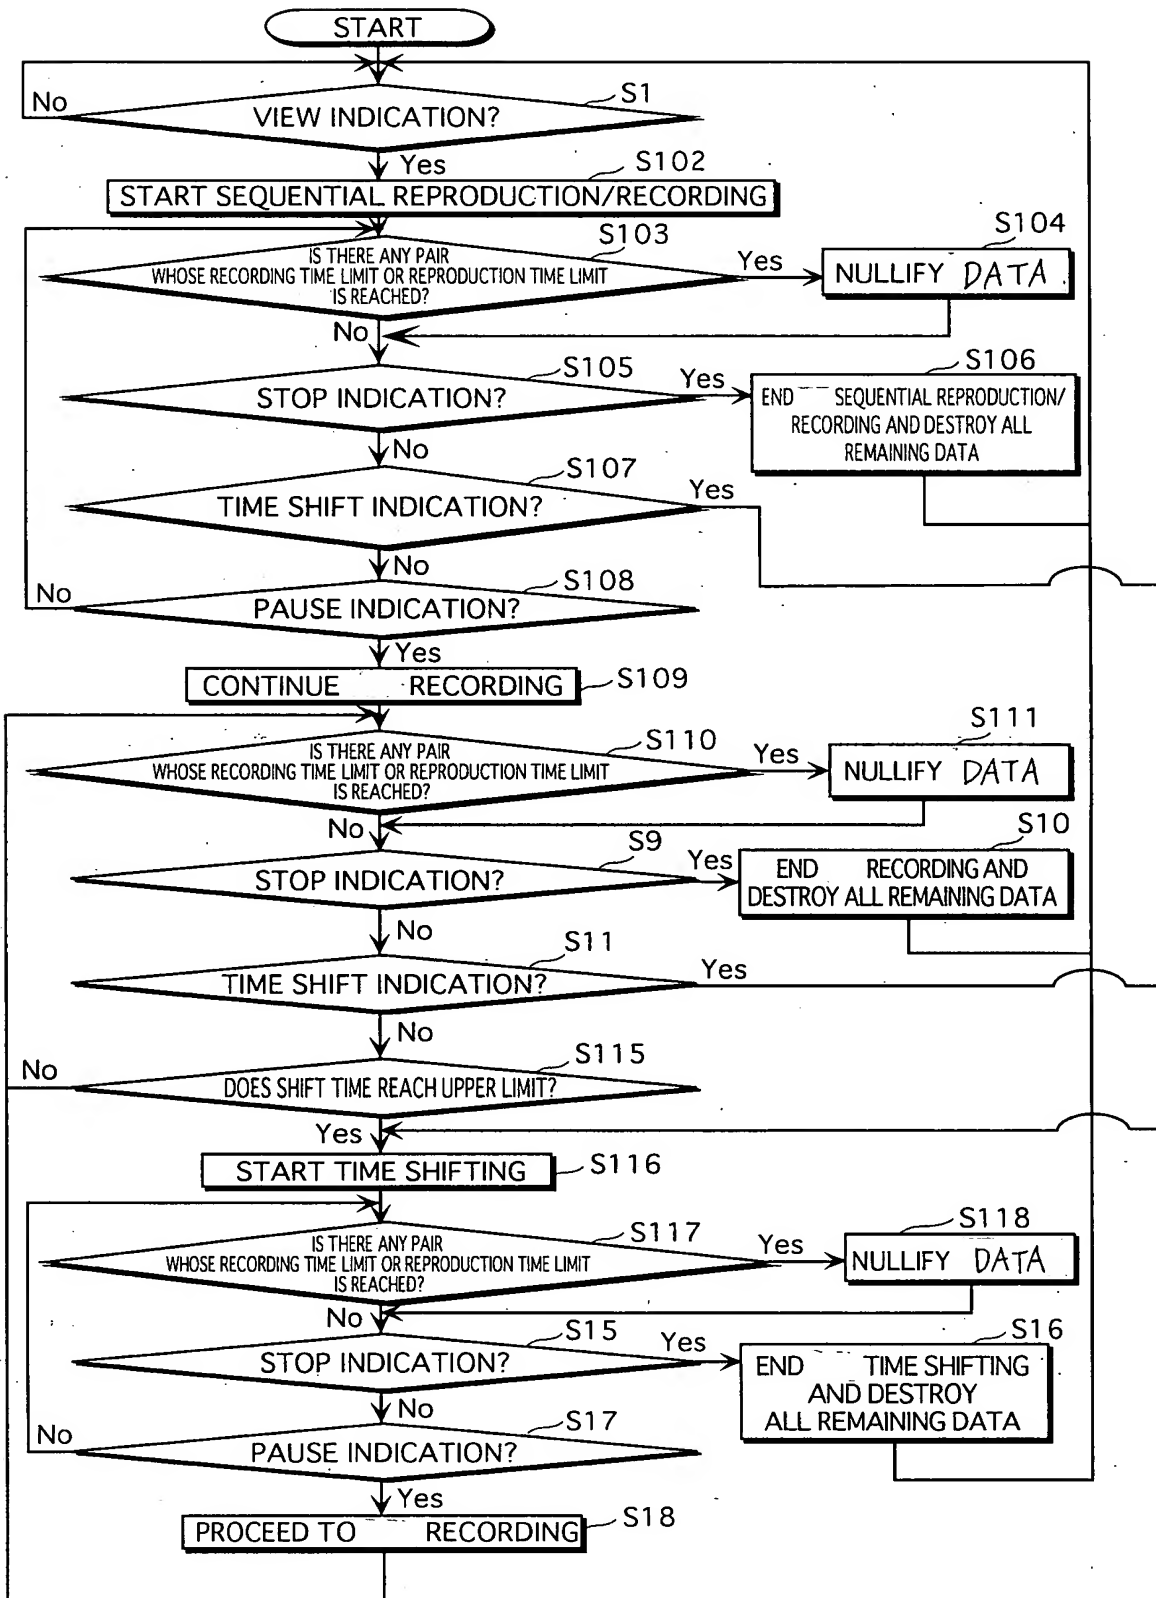 START
No
S1
VIEW INDICATION?
Yes
S102
START SEQUENTIAL REPRODUCTION/RECORDING
S103
IS THERE ANY PAIR
WHOSE RECORDING TIME LIMIT OR REPRODUCTION TIME LIMIT
IS REACHED?
Yes
S104
NULLIFY DATA
No
S105
STOP INDICATION?
Yes
S106
END SEQUENTIAL REPRODUCTION/
RECORDING AND DESTROY ALL
REMAINING DATA
No
S107
TIME SHIFT INDICATION?
Yes
No
S108
No
PAUSE INDICATION?
Yes
CONTINUE RECORDING
S109
S110
IS THERE ANY PAIR
WHOSE RECORDING TIME LIMIT OR REPRODUCTION TIME LIMIT
IS REACHED?
Yes
S111
NULLIFY DATA
No
S9
STOP INDICATION?
Yes
S10
END RECORDING AND
DESTROY ALL REMAINING DATA
No
S11
TIME SHIFT INDICATION?
Yes
No
S115
No
DOES SHIFT TIME REACH UPPER LIMIT?
Yes
START TIME SHIFTING
S116
S117
IS THERE ANY PAIR
WHOSE RECORDING TIME LIMIT OR REPRODUCTION TIME LIMIT
IS REACHED?
Yes
S118
NULLIFY DATA
No
S15
STOP INDICATION?
Yes
S16
END TIME SHIFTING
AND DESTROY
ALL REMAINING DATA
No
S17
No
PAUSE INDICATION?
Yes
PROCEED TO RECORDING
S18